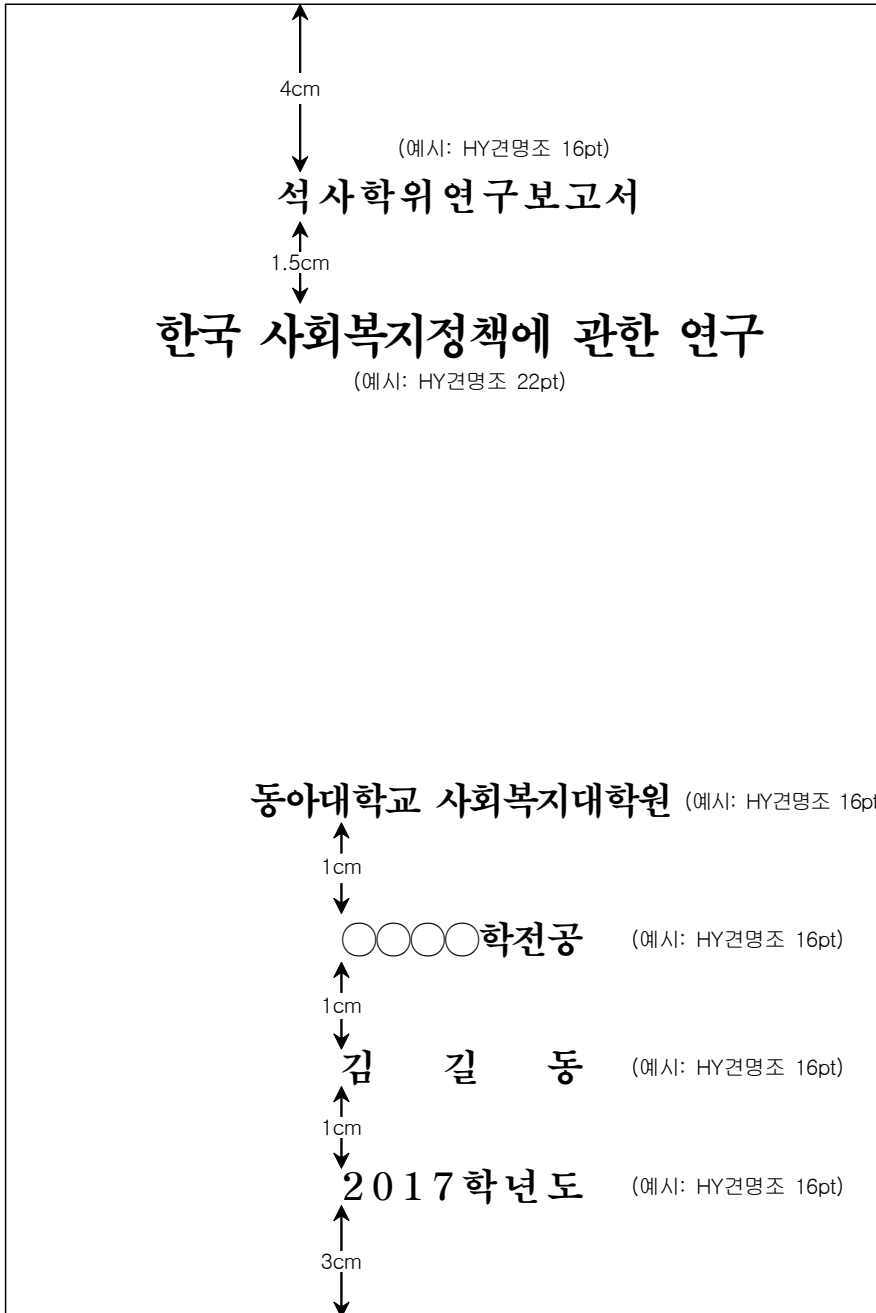 4cm
(예시: HY견명조 16pt)
석사학위연구보고서
1.5cm
한국 사회복지정책에 관한 연구
(예시: HY견명조 22pt)
동아대학교 사회복지대학원 (예시: HY견명조 16pt
1cm
○○○○학전공 (예시: HY견명조 16pt)
1cm
김 길 동 (예시: HY견명조 16pt)
1cm
2017학년도 (예시: HY견명조 16pt)
3cm